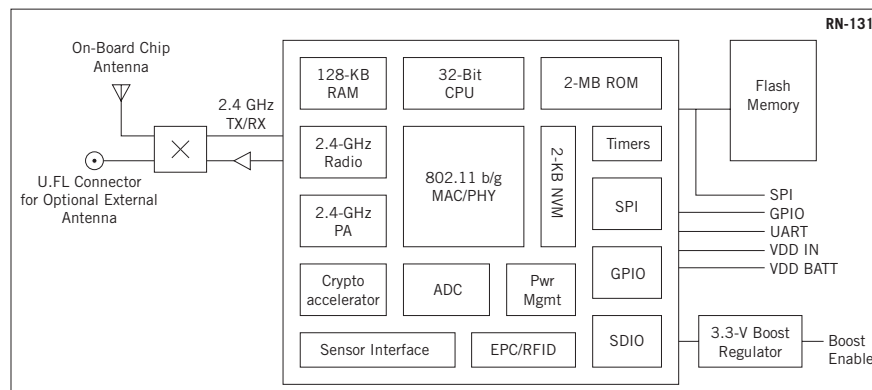 RN-131
On-Board Chip
Antenna
2.4 GHz
TX/RX
U.FL Connector
for Optional External
Antenna
128-KB
RAM
32-Bit
CPU
2-MB ROM
2.4-GHz
Radio
802.11 b/g
MAC/PHY
2-KB NVM
Timers
2.4-GHz
PA
SPI
GPIO
Crypto
accelerator
ADC
Pwr
Mgmt
Sensor Interface
EPC/RFID
SDIO
Flash
Memory
SPI
GPIO
UART
VDD IN
VDD BATT
3.3-V Boost
Regulator
Boost
Enable